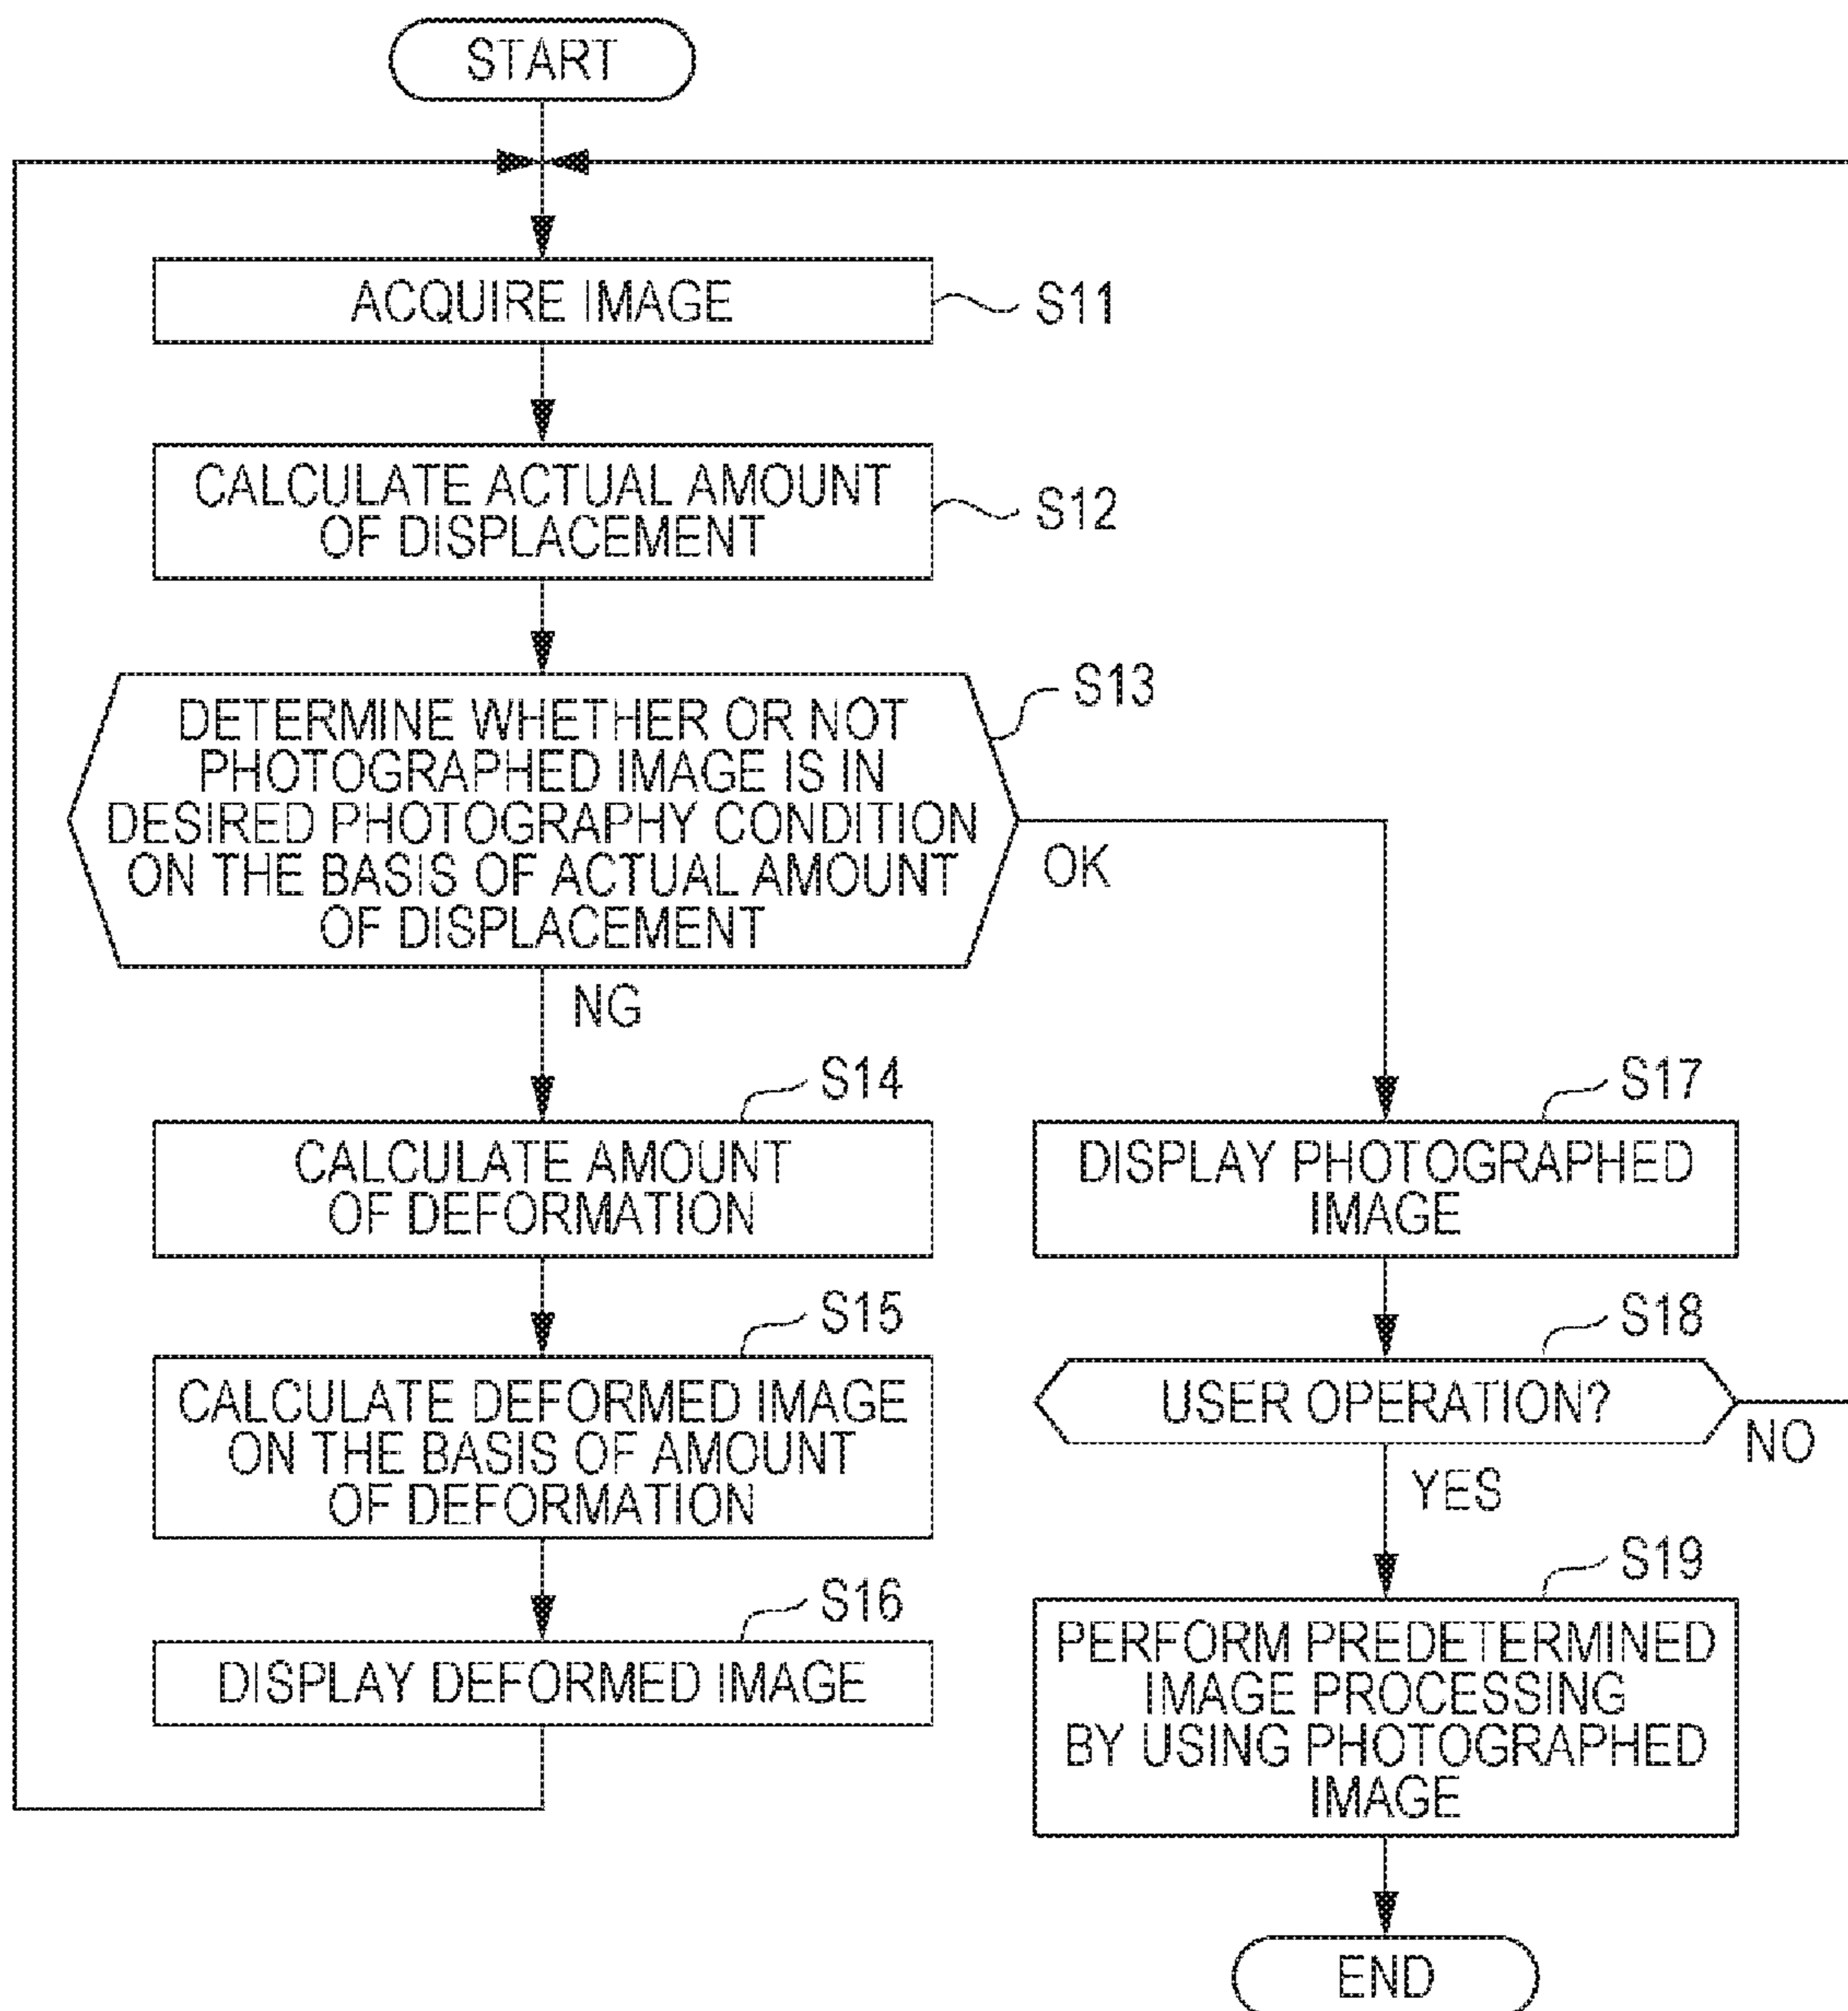 START
ACQUIRE IMAGE
S11
CALCULATE ACTUAL AMOUNT
OF DISPLACEMENT
S12
S13
DETERMINE WHETHER OR NOT
PHOTOGRAPHED IMAGE IS IN
DESIRED PHOTOGRAPHY CONDITION
ON THE BASIS OF ACTUAL AMOUNT
OF DISPLACEMENT
OK
NG
S14
CALCULATE AMOUNT
OF DEFORMATION
S15
CALCULATE DEFORMED IMAGE
ON THE BASIS OF AMOUNT
OF DEFORMATION
S16
DISPLAY DEFORMED IMAGE
S17
DISPLAY PHOTOGRAPHED
IMAGE
S18
USER OPERATION?
NO
YES
S19
PERFORM PREDETERMINED
IMAGE PROCESSING
BY USING PHOTOGRAPHED
IMAGE
END